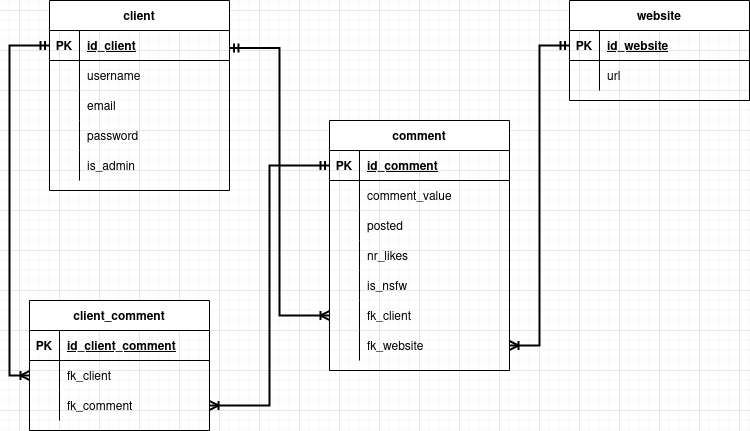 client
PK id_client
username
email
password
is_admin
website
PK id_website
url
comment
PK id_comment
comment_value
posted
nr_likes
is_nsfw
fk_client
fk_website
client_comment
PK id_client_comment
fk_client
fk_comment